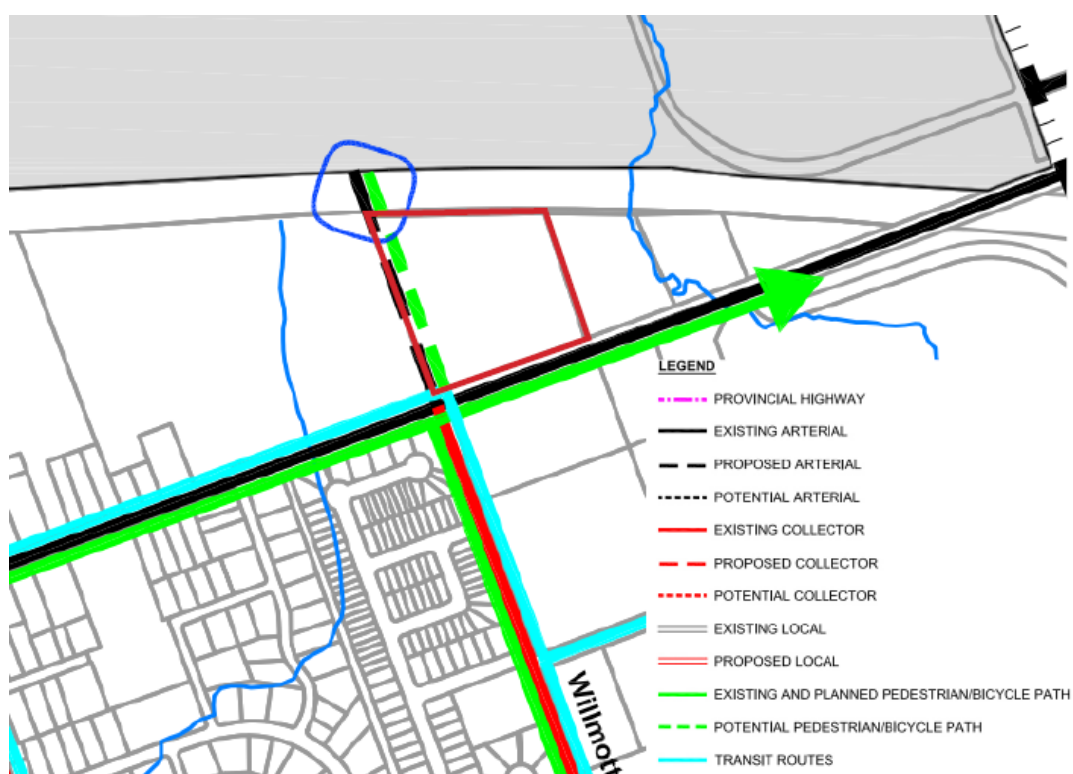 LEGEND
PROVINCIAL HIGHWAY
EXISTING ARTERIAL
PROPOSED ARTERIAL
POTENTIAL ARTERIAL
EXISTING COLLECTOR
PROPOSED COLLECTOR
POTENTIAL COLLECTOR
EXISTING LOCAL
PROPOSED LOCAL
EXISTING AND PLANNED PEDESTRIAN/BICYCLE PATH
POTENTIAL PEDESTRIAN/BICYCLE PATH
TRANSIT ROUTES
Willmott